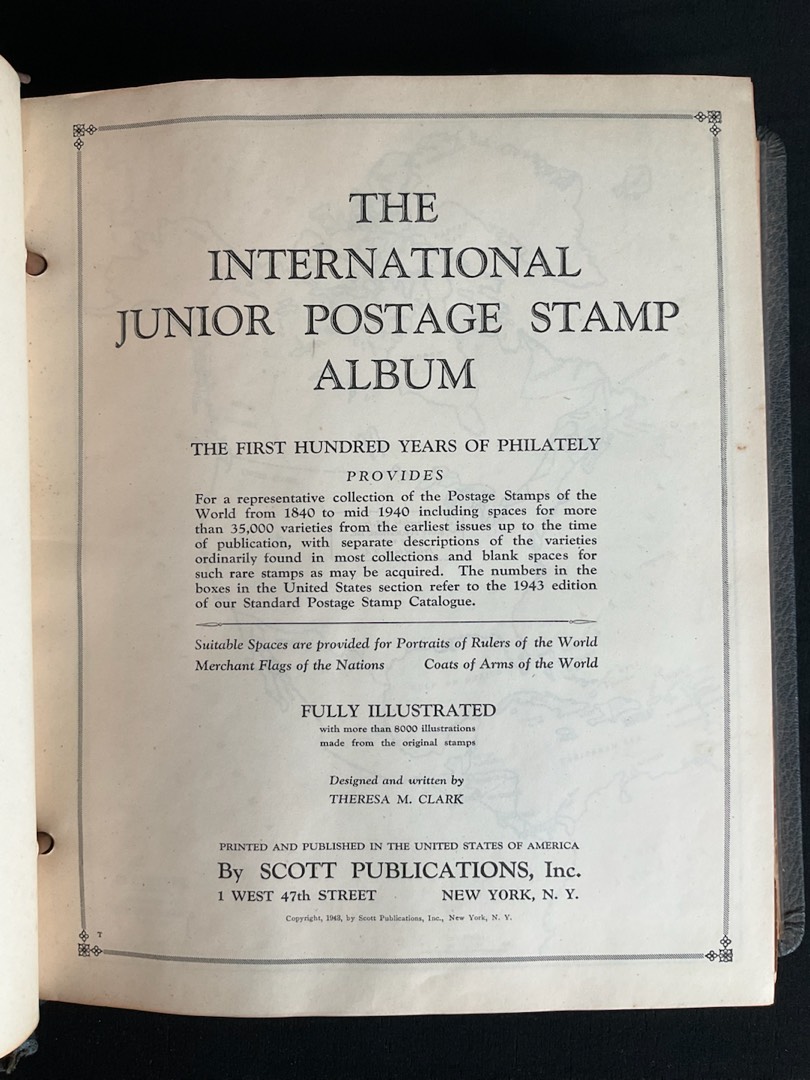 THE
INTERNATIONAL
JUNIOR POSTAGE STAMP
ALBUM
THE FIRST HUNDRED YEARS OF PHILATELY
PROVIDES
For a representative collection of the Postage Stamps of the
World from 1840 to mid 1940 including spaces for more
than 35,000 varieties from the earliest issues up to the time
of publication, with separate descriptions of the varieties
ordinarily found in most collections and blank spaces for
such rare stamps as may be acquired. The numbers in the
boxes in the United States section refer to the 1943 edition
of our Standard Postage Stamp Catalogue.
Suitable Spaces are provided for Portraits of Rulers of the World
Merchant Flags of the Nations Coats of Arms of the World
FULLY ILLUSTRATED
with more than 8000 illustrations
made from the original stamps
Designed and written by
THERESA M. CLARK
PRINTED AND PUBLISHED IN THE UNITED STATES OF AMERICA
By SCOTT PUBLICATIONS, Inc.
1 WEST 47th STREET NEW YORK, N. Y.
Copyright, 1943, by Scott Publications, Inc., New York, N. Y.
T